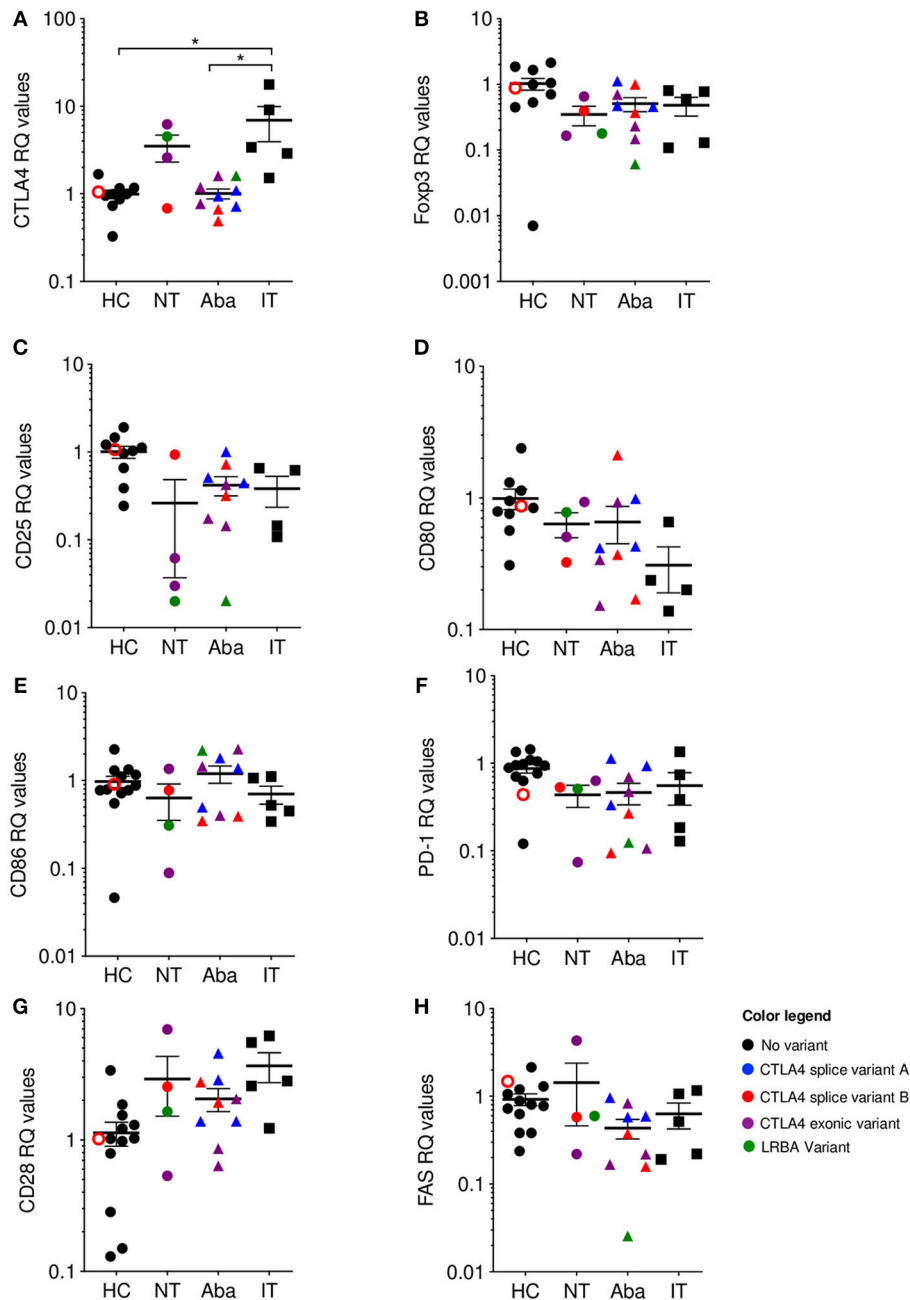 A
CTLA4 RQ values
100
10
1
0.1
*
*
HC NT Aba IT
B
Foxp3 RQ values
10
1
0.1
0.01
0.001
HC NT Aba IT
C
CD25 RQ values
10
1
0.1
0.01
HC NT Aba IT
D
CD80 RQ values
10
1
0.1
HC NT Aba IT
E
CD86 RQ values
10
1
0.1
0.01
HC NT Aba IT
F
PD-1 RQ values
10
1
0.1
0.01
HC NT Aba IT
G
CD28 RQ values
10
1
0.1
HC NT Aba IT
H
FAS RQ values
10
1
0.1
0.01
HC NT Aba IT
Color legend
No variant
CTLA4 splice variant A
CTLA4 splice variant B
CTLA4 exonic variant
LRBA Variant